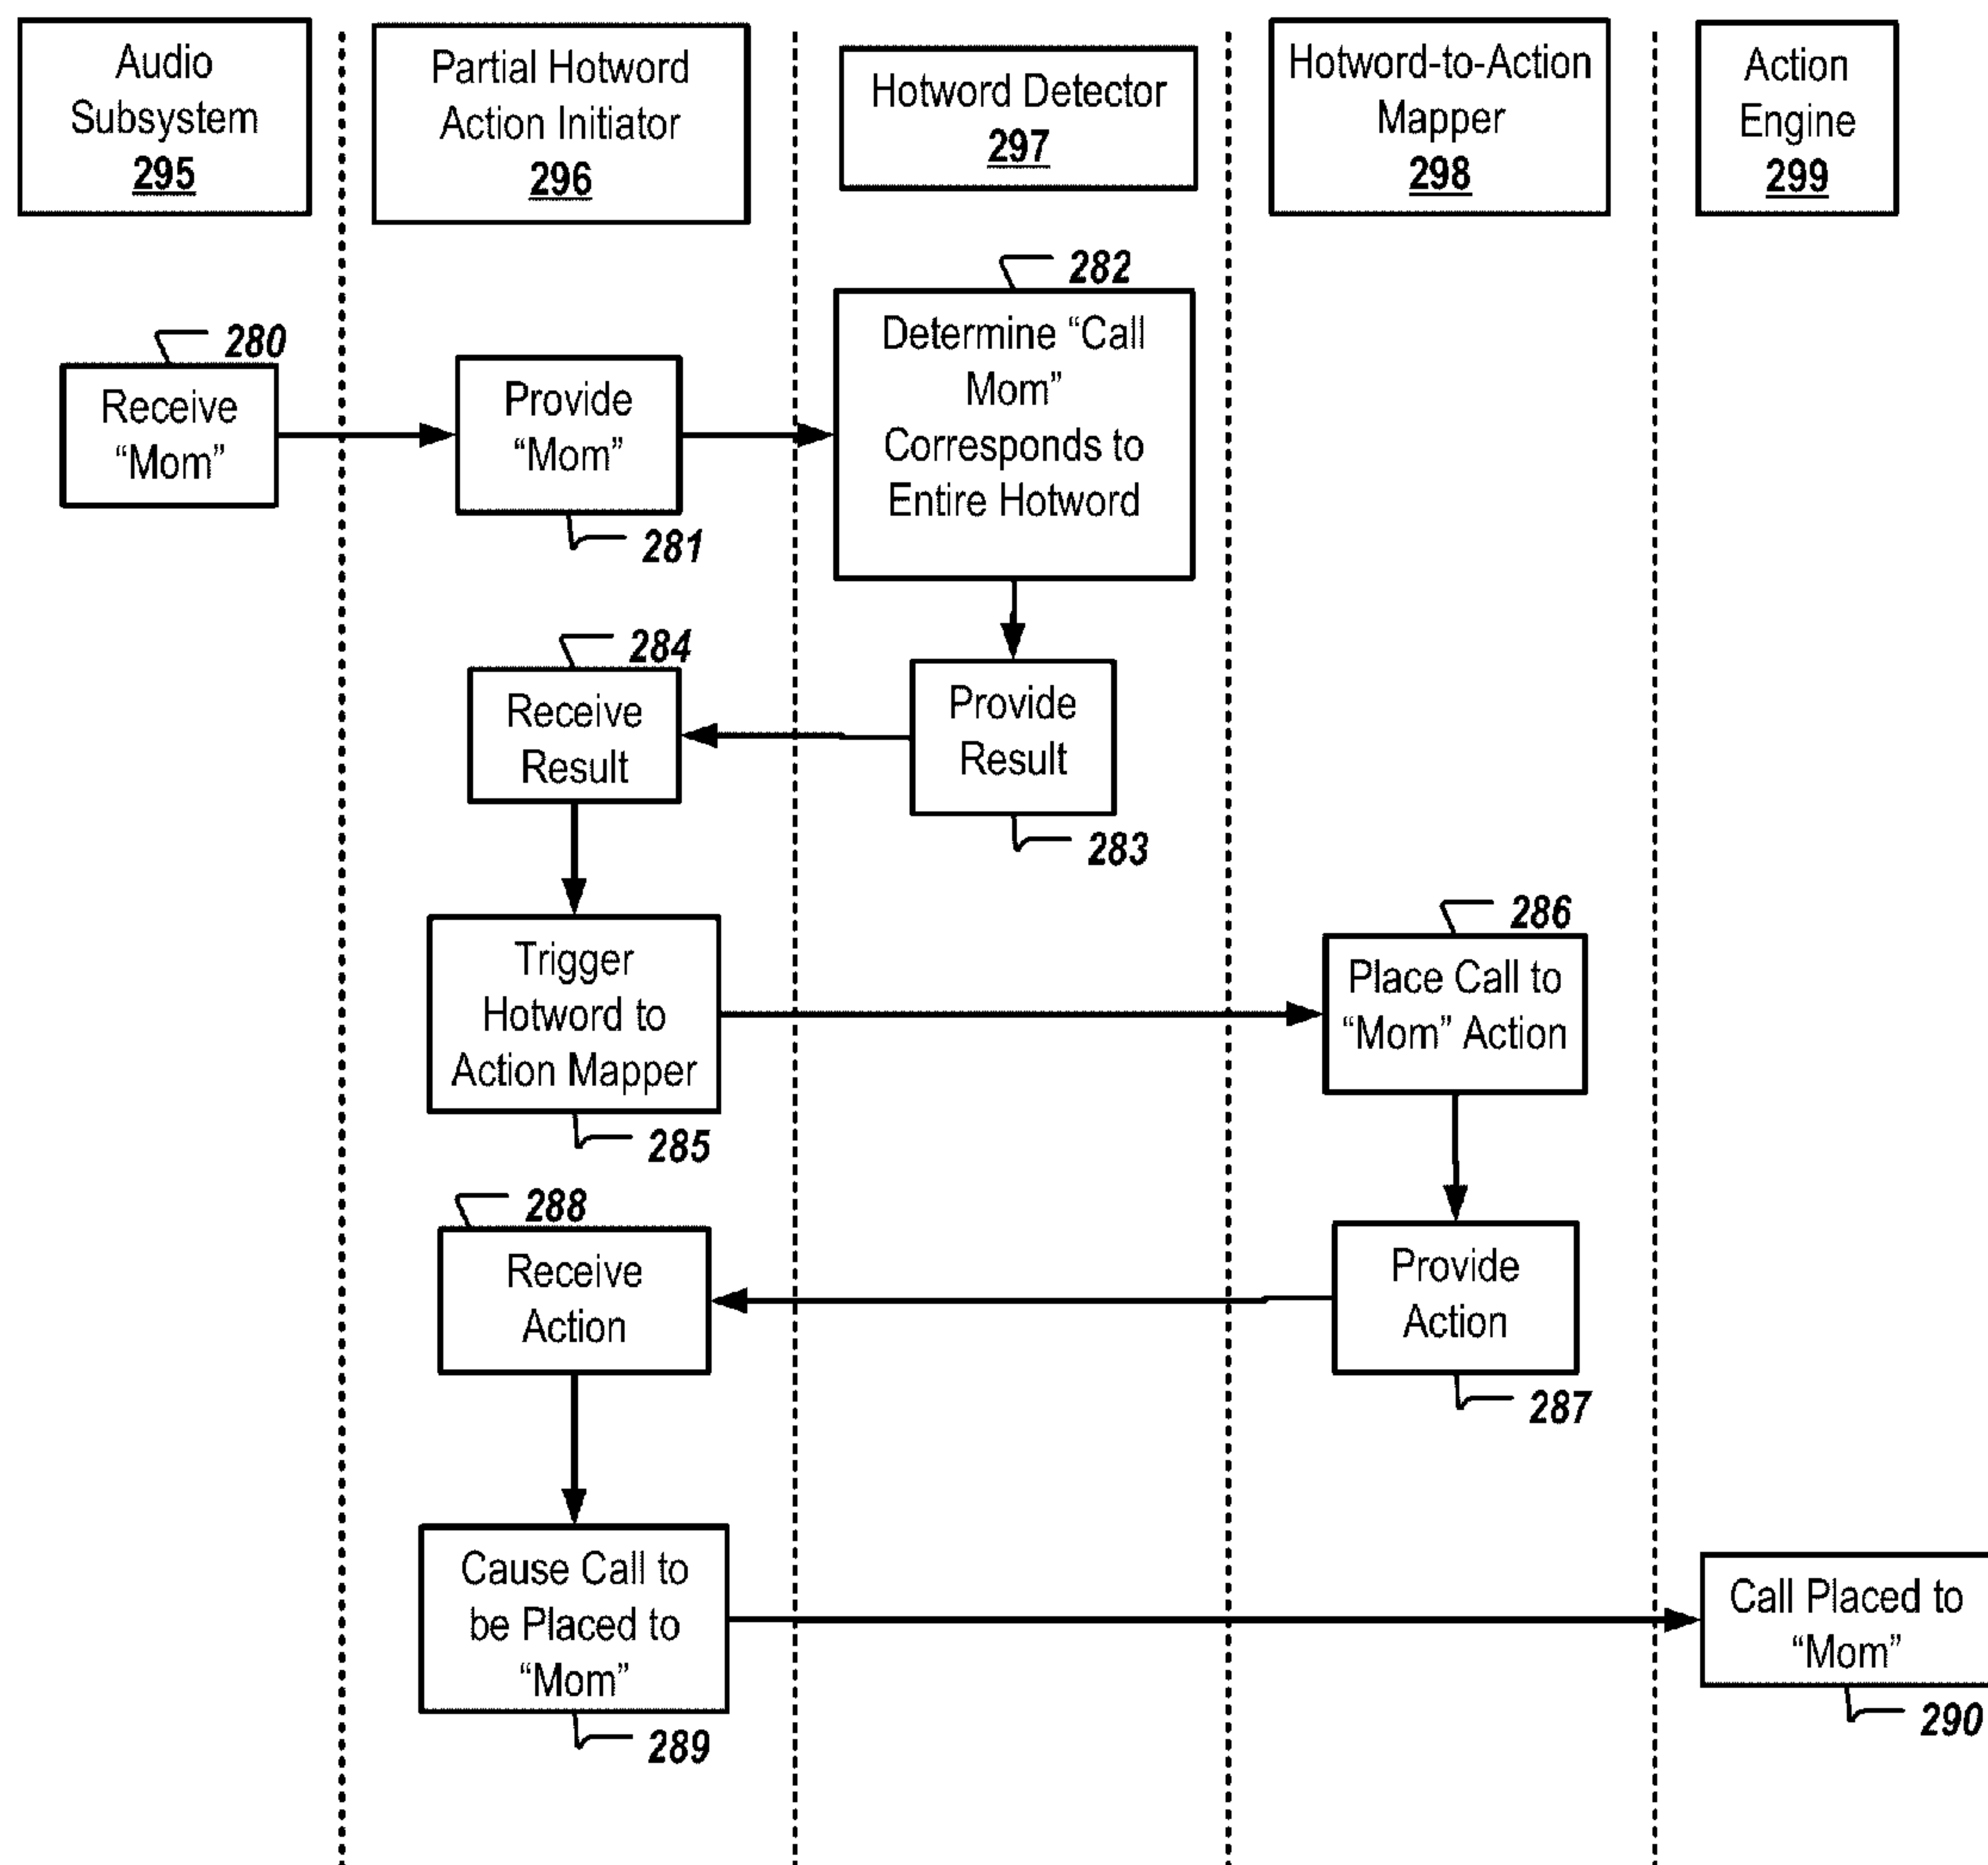 Audio
Subsystem
295
Partial Hotword
Action Initiator
296
Hotword Detector
297
Hotword-to-Action
Mapper
298
Action
Engine
299
280
Receive
“Mom”
Provide
“Mom”
281
282
Determine “Call
Mom”
Corresponds to
Entire Hotword
284
Receive
Result
Provide
Result
283
Trigger
Hotword to
Action Mapper
285
286
Place Call to
“Mom” Action
288
Receive
Action
Provide
Action
287
Cause Call to
be Placed to
“Mom”
289
Call Placed to
“Mom”
290